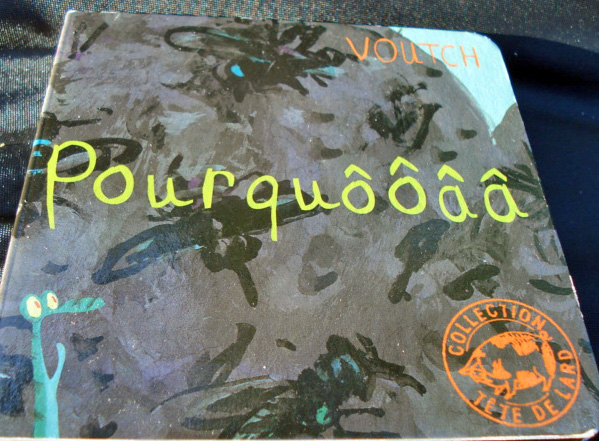 VOUTCH
Pourquôôââ
COLLECTION
TÊTE DE LARD